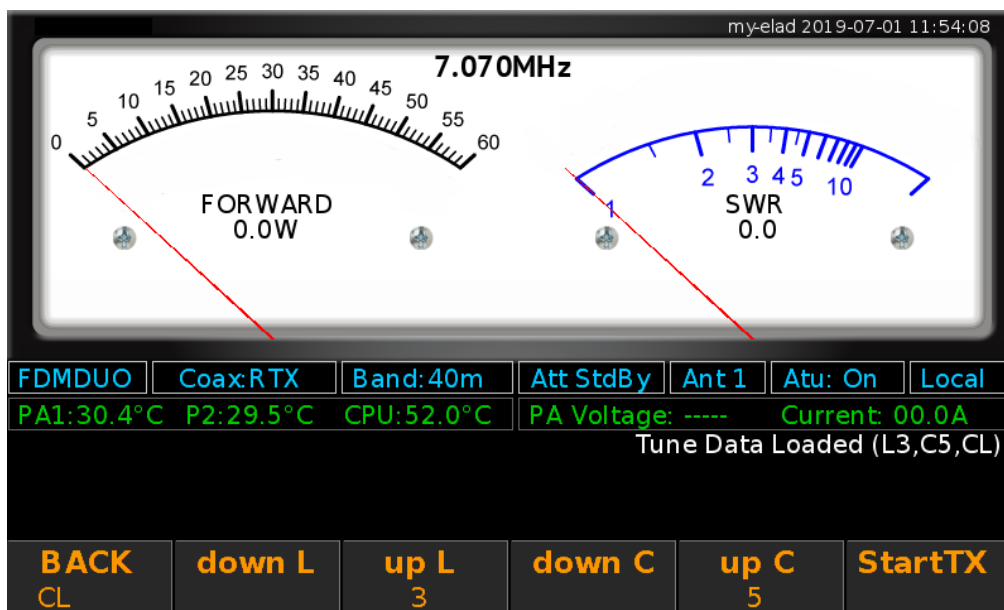 my-elad 2019-07-01 11:54:08
7.070MHz
0 5 10 15 20 25 30 35 40 45 50 55 60
1 2 3 4 5 10
FORWARD
0.0W
SWR
0.0
FDMDUO Coax:RTX Band:40m Att StdBy Ant 1 Atu: On Local
PA1:30.4°C P2:29.5°C CPU:52.0°C PA Voltage: ----- Current: 00.0A
Tune Data Loaded (L3,C5,CL)
BACK down L up L down C up C StartTX
CL 3 5